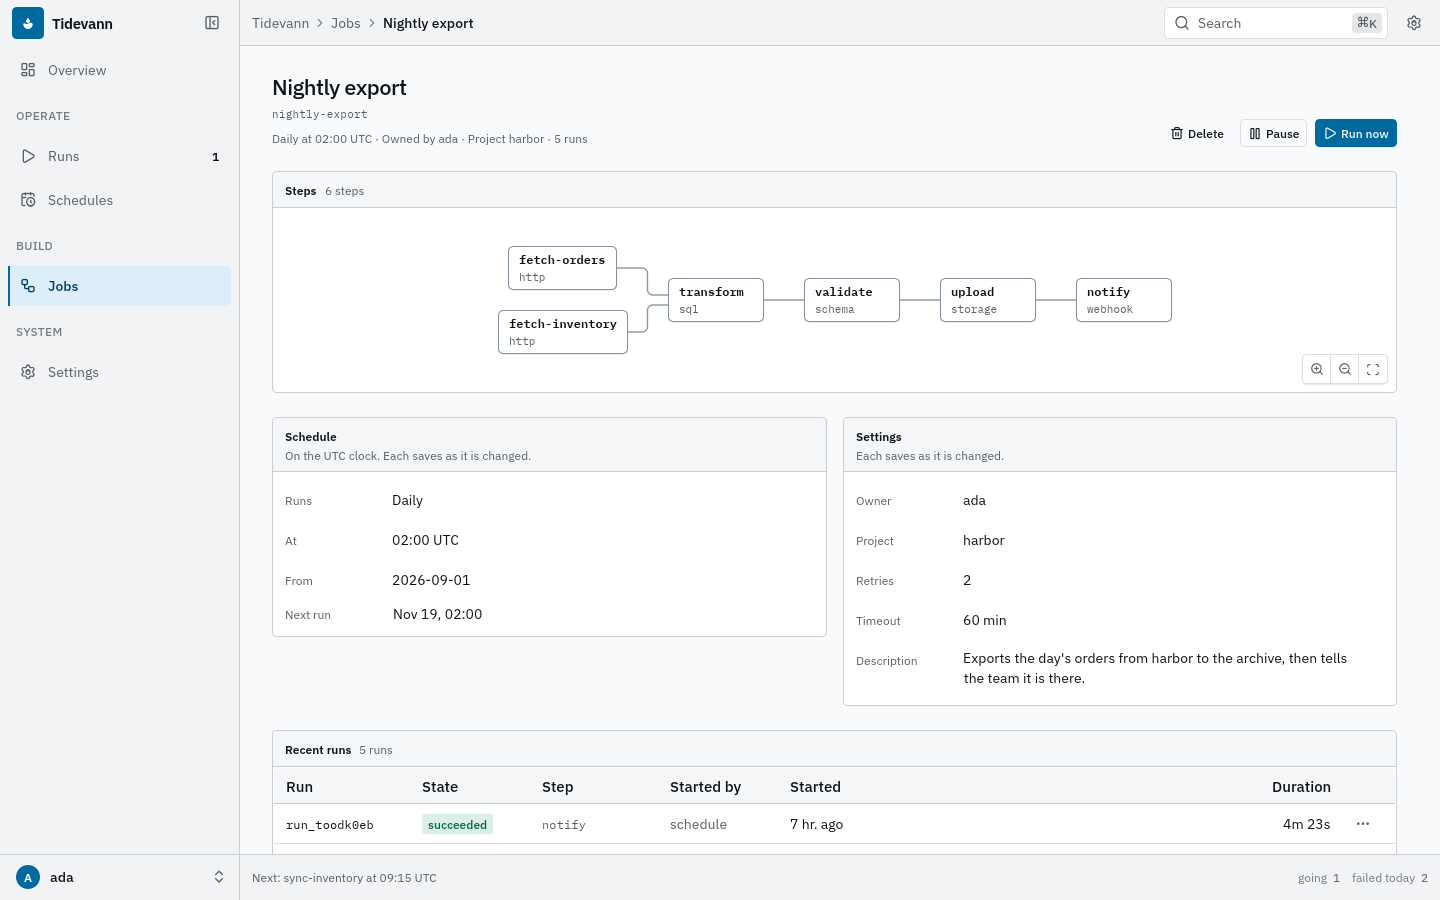 Tidevann
Overview
OPERATE
Runs 1
Schedules
BUILD
Jobs
SYSTEM
Settings
A ada
Tidevann Jobs Nightly export
Search ⌘K
Nightly export
nightly-export
Daily at 02:00 UTC · Owned by ada · Project harbor · 5 runs
Delete Pause Run now
Steps 6 steps
fetch-orders
http
fetch-inventory
http
transform
sql
validate
schema
upload
storage
notify
webhook
Schedule
On the UTC clock. Each saves as it is changed.
Runs Daily
At 02:00 UTC
From 2026-09-01
Next run Nov 19, 02:00
Settings
Each saves as it is changed.
Owner ada
Project harbor
Retries 2
Timeout 60 min
Description Exports the day's orders from harbor to the archive, then tells
the team it is there.
Recent runs 5 runs
Run State Step Started by Started Duration
run_toodk0eb succeeded notify schedule 7 hr. ago 4m 23s
Next: sync-inventory at 09:15 UTC
going 1 failed today 2